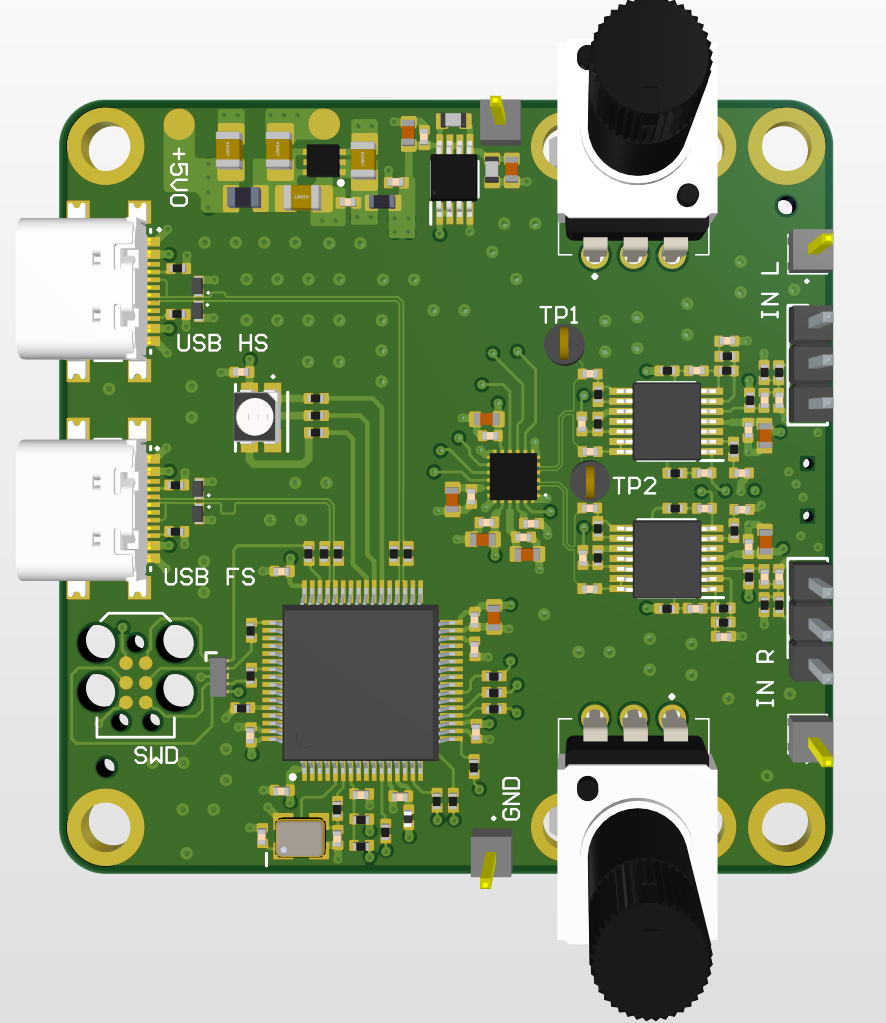 +5V0
IN L
TP1
USB HS
TP2
USB FS
IN R
SWD
GND